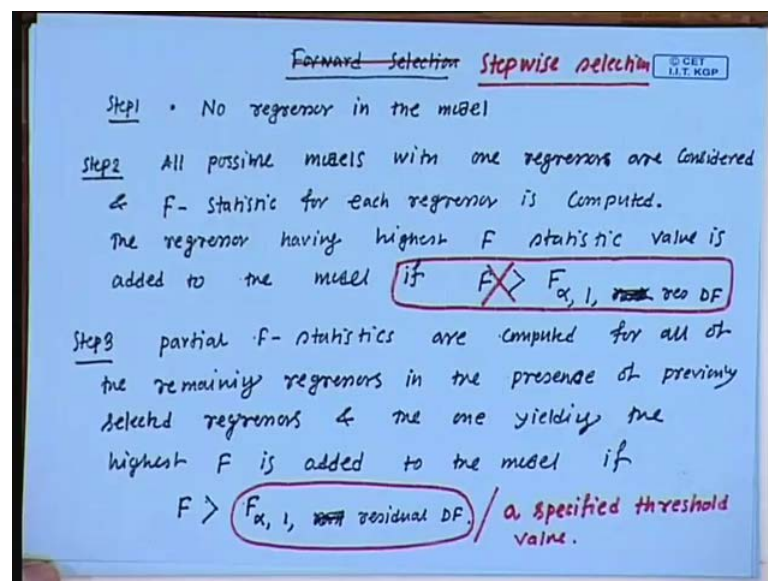 Forward Selection Stepwise selection © CET I.I.T. KGP
Step1 • No regressor in the model
Step2 All possible models with one regressors are Considered
& F- Statistic for each regressor is Computed.
The regressor having highest F statistic value is
added to the model if F > F α, 1, res DF
Step3 partial F- statistics are computed for all of
the remaining regressors in the presence of previously
selected regressors & the one yielding the
highest F is added to the model if
F > F α, 1, residual DF. / a specified threshold
value.